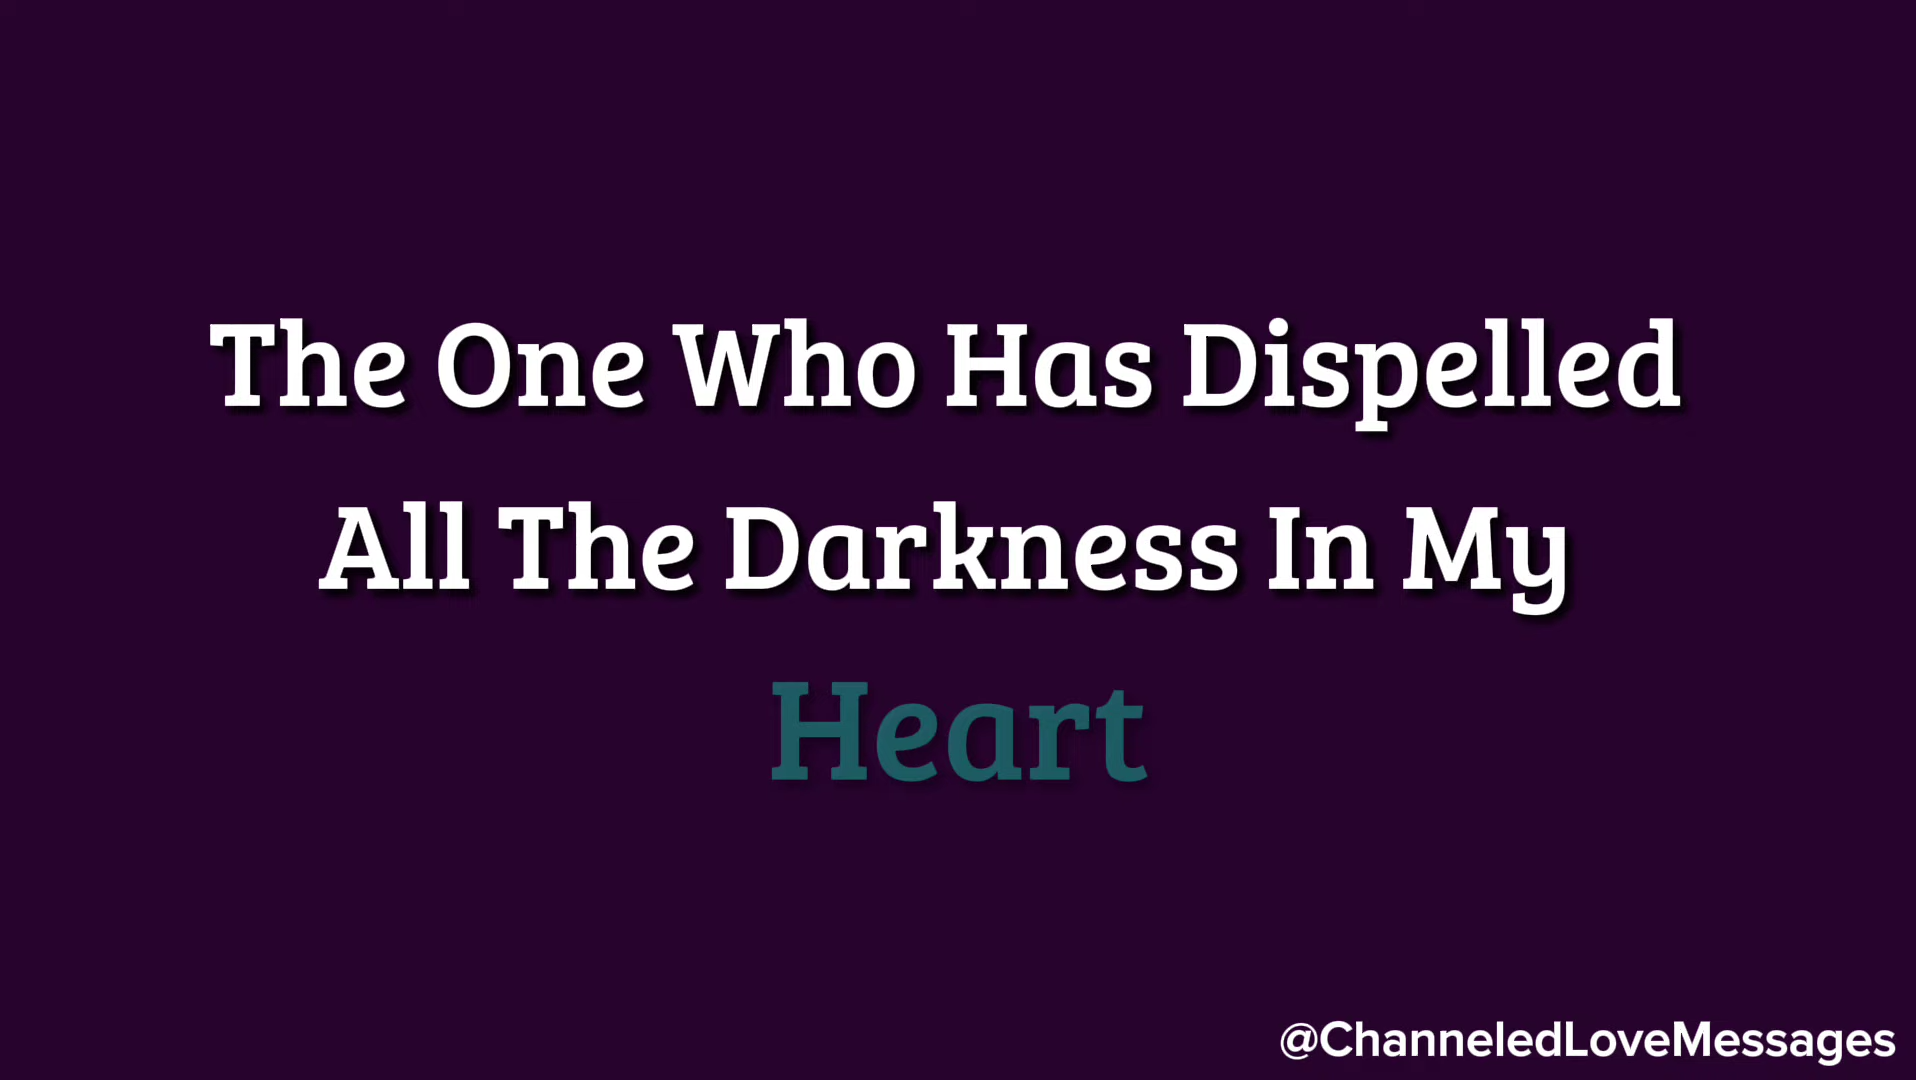 The One Who Has Dispelled
All The Darkness In My
Heart
@ChanneledLoveMessages